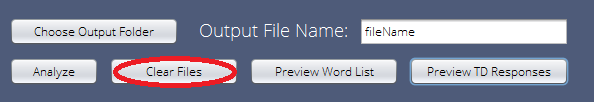 Choose Output Folder Output File Name: fileName
Analyze Clear Files Preview Word List Preview TD Responses